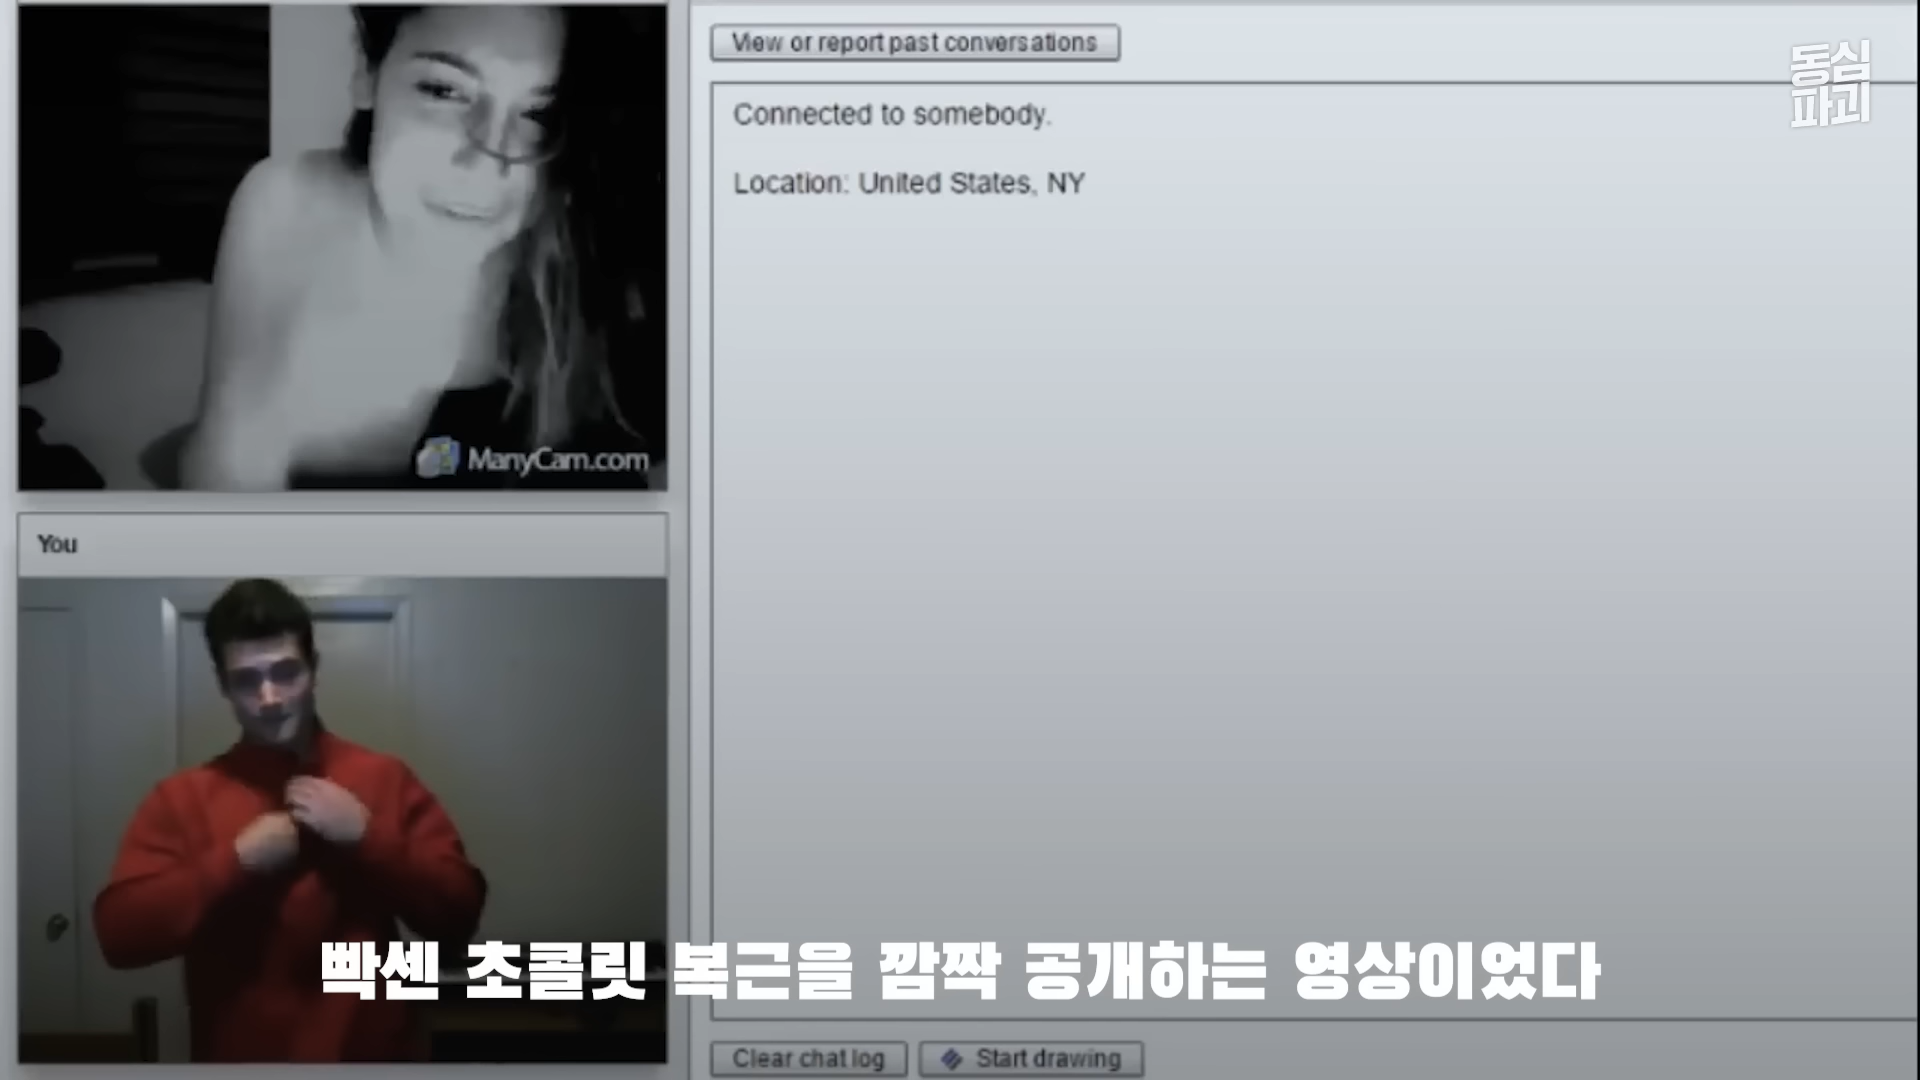 View or report past conversations
동심
파괴
Connected to somebody.
Location: United States, NY
ManyCam.com
You
빡센 초콜릿 복근을 깜짝 공개하는 영상이었다
Clear chat log
Start drawing